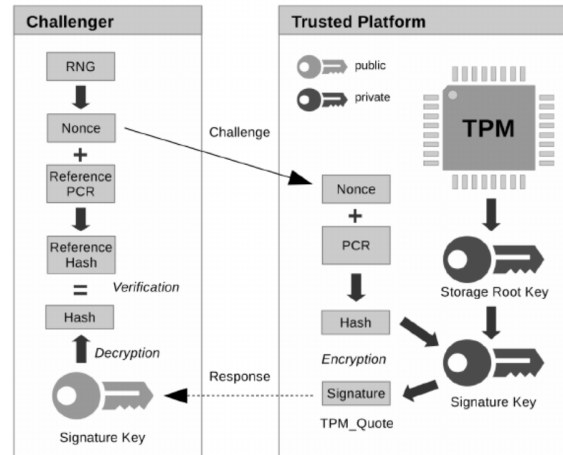 Challenger
RNG
Nonce
+
Reference
PCR
Reference
Hash
=
Verification
Hash
Decryption
Signature Key
Challenge
Response
Trusted Platform
public
private
TPM
Nonce
+
PCR
Hash
Encryption
Signature
TPM_Quote
Storage Root Key
Signature Key